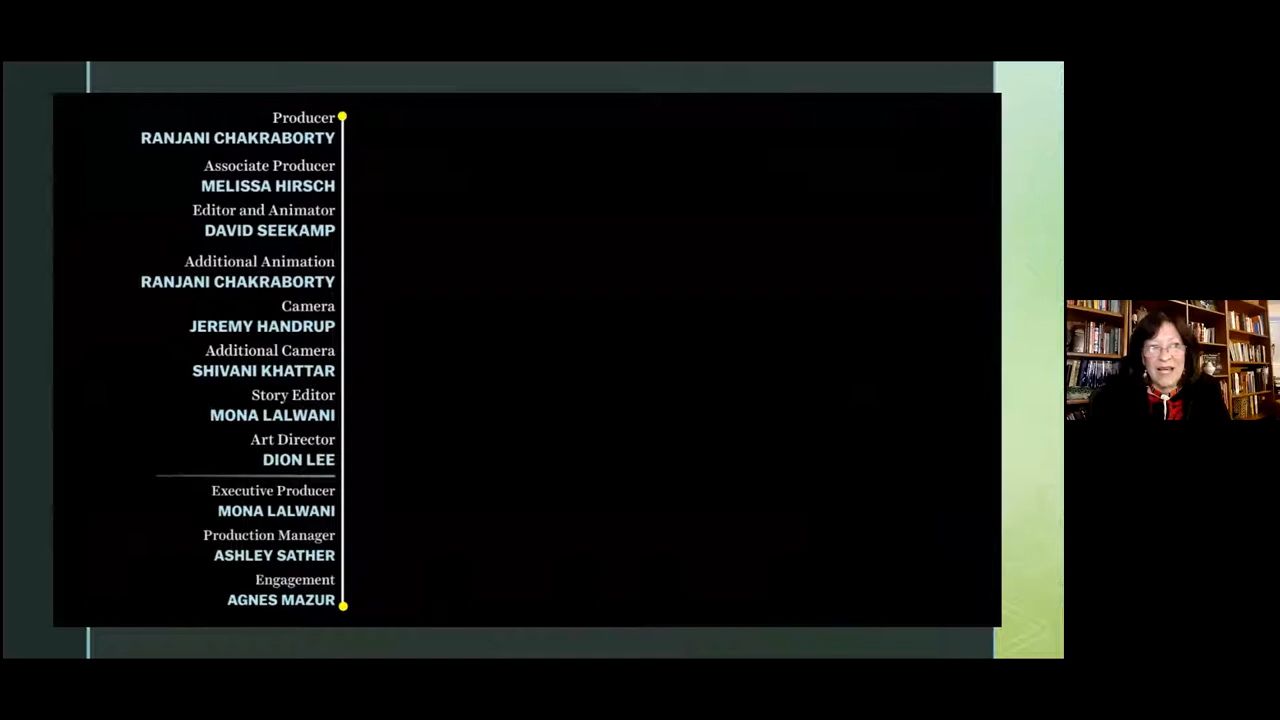 Producer
RANJANI CHAKRABORTY
Associate Producer
MELISSA HIRSCH
Editor and Animator
DAVID SEEKAMP
Additional Animation
RANJANI CHAKRABORTY
Camera
JEREMY HANDRUP
Additional Camera
SHIVANI KHATTAR
Story Editor
MONA LALWANI
Art Director
DION LEE
Executive Producer
MONA LALWANI
Production Manager
ASHLEY SATHER
Engagement
AGNES MAZUR